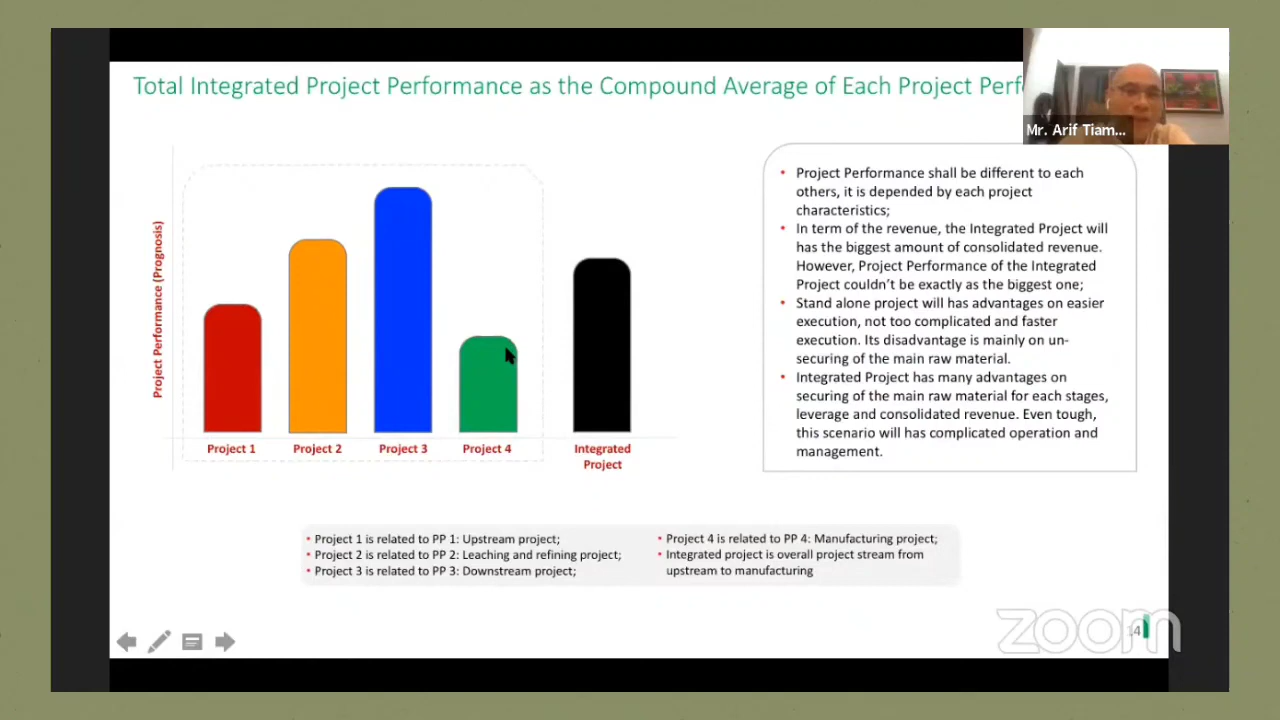 Total Integrated Project Performance as the Compound Average of Each Project
Mr. Arif Tiam...
Project Performance (Prognosis)
Project 1
Project 2
Project 3
Project 4
Integrated
Project
• Project Performance shall be different to each
others, it is depended by each project
characteristics;
• In term of the revenue, the Integrated Project will
has the biggest amount of consolidated revenue.
However, Project Performance of the Integrated
Project couldn't be exactly as the biggest one;
• Stand alone project will has advantages on easier
execution, not too complicated and faster
execution. Its disadvantage is mainly on un-
securing of the main raw material.
• Integrated Project has many advantages on
securing of the main raw material for each stages,
leverage and consolidated revenue. Even tough,
this scenario will has complicated operation and
management.
• Project 1 is related to PP 1: Upstream project;
• Project 2 is related to PP 2: Leaching and refining project;
• Project 3 is related to PP 3: Downstream project;
• Project 4 is related to PP 4: Manufacturing project;
• Integrated project is overall project stream from
upstream to manufacturing
zoom